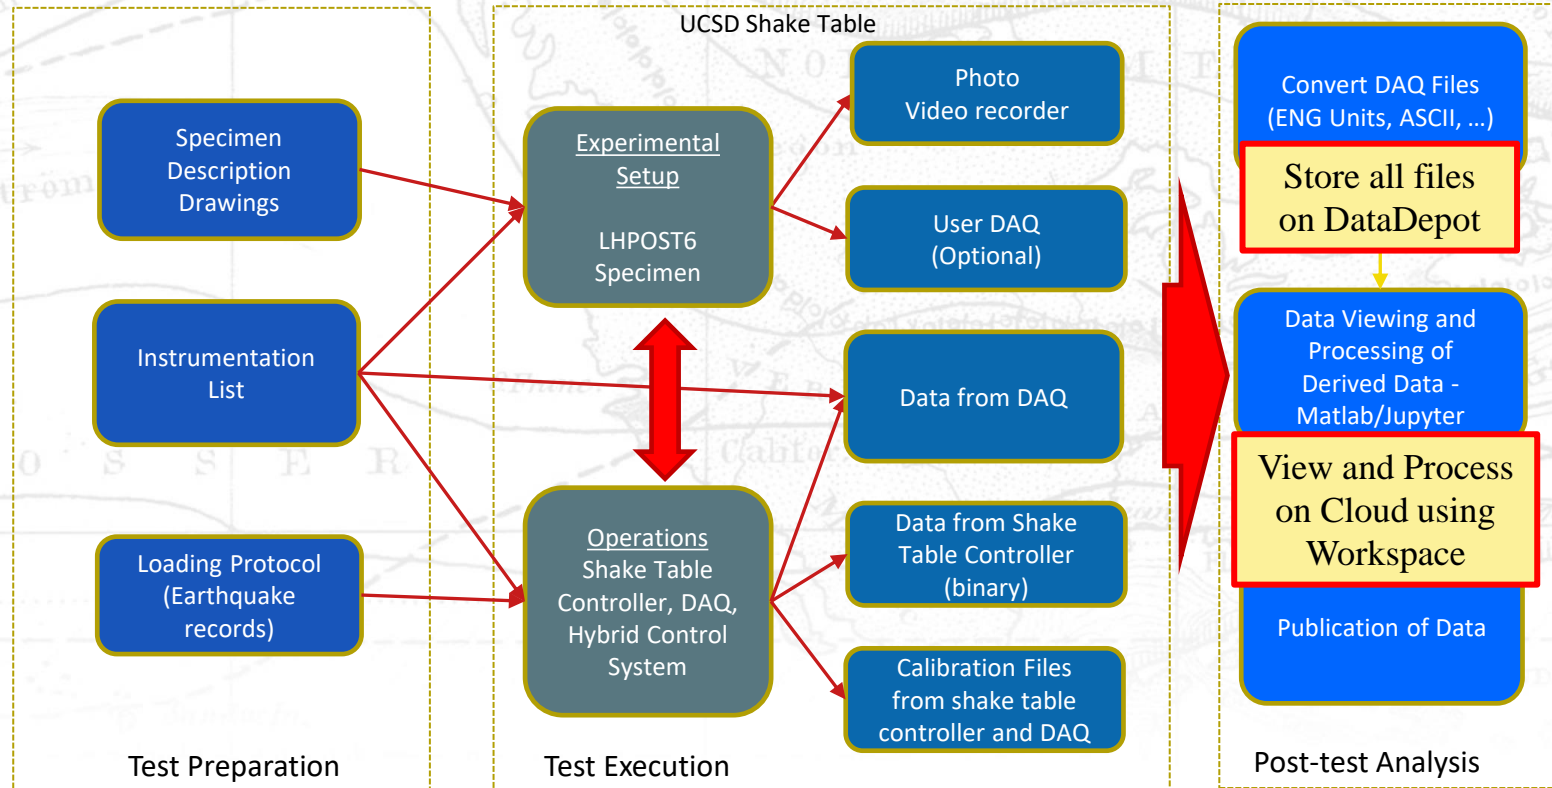 UCSD Shake Table
Specimen
Description
Drawings
Instrumentation
List
Loading Protocol
(Earthquake
records)
Test Preparation
Experimental
Setup
LHPOST6
Specimen
Operations
Shake Table
Controller, DAQ,
Hybrid Control
System
Photo
Video recorder
User DAQ
(Optional)
Data from DAQ
Data from Shake
Table Controller
(binary)
Calibration Files
from shake table
controller and DAQ
Test Execution
Convert DAQ Files
(ENG Units, ASCII, …)
Store all files
on DataDepot
Data Viewing and
Processing of
Derived Data -
Matlab/Jupyter
View and Process
on Cloud using
Workspace
Publication of Data
Post-test Analysis